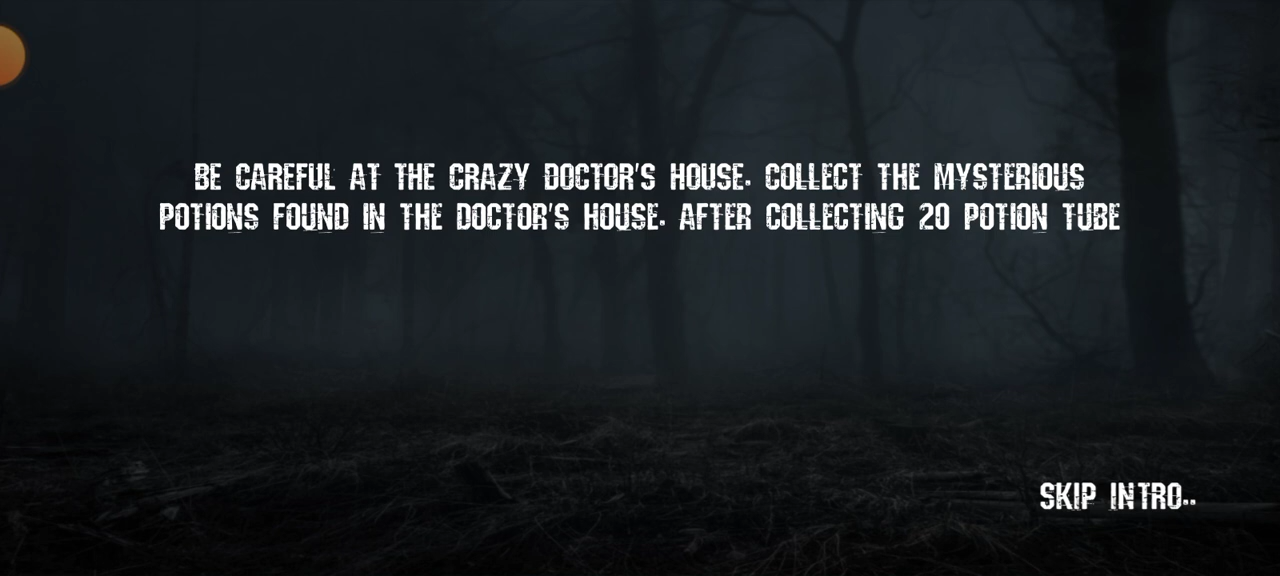 BE CAREFUL AT THE CRAZY DOCTOR'S HOUSE. COLLECT THE MYSTERIOUS
POTIONS FOUND IN THE DOCTOR'S HOUSE. AFTER COLLECTING 20 POTION TUBE
SKIP INTRO..